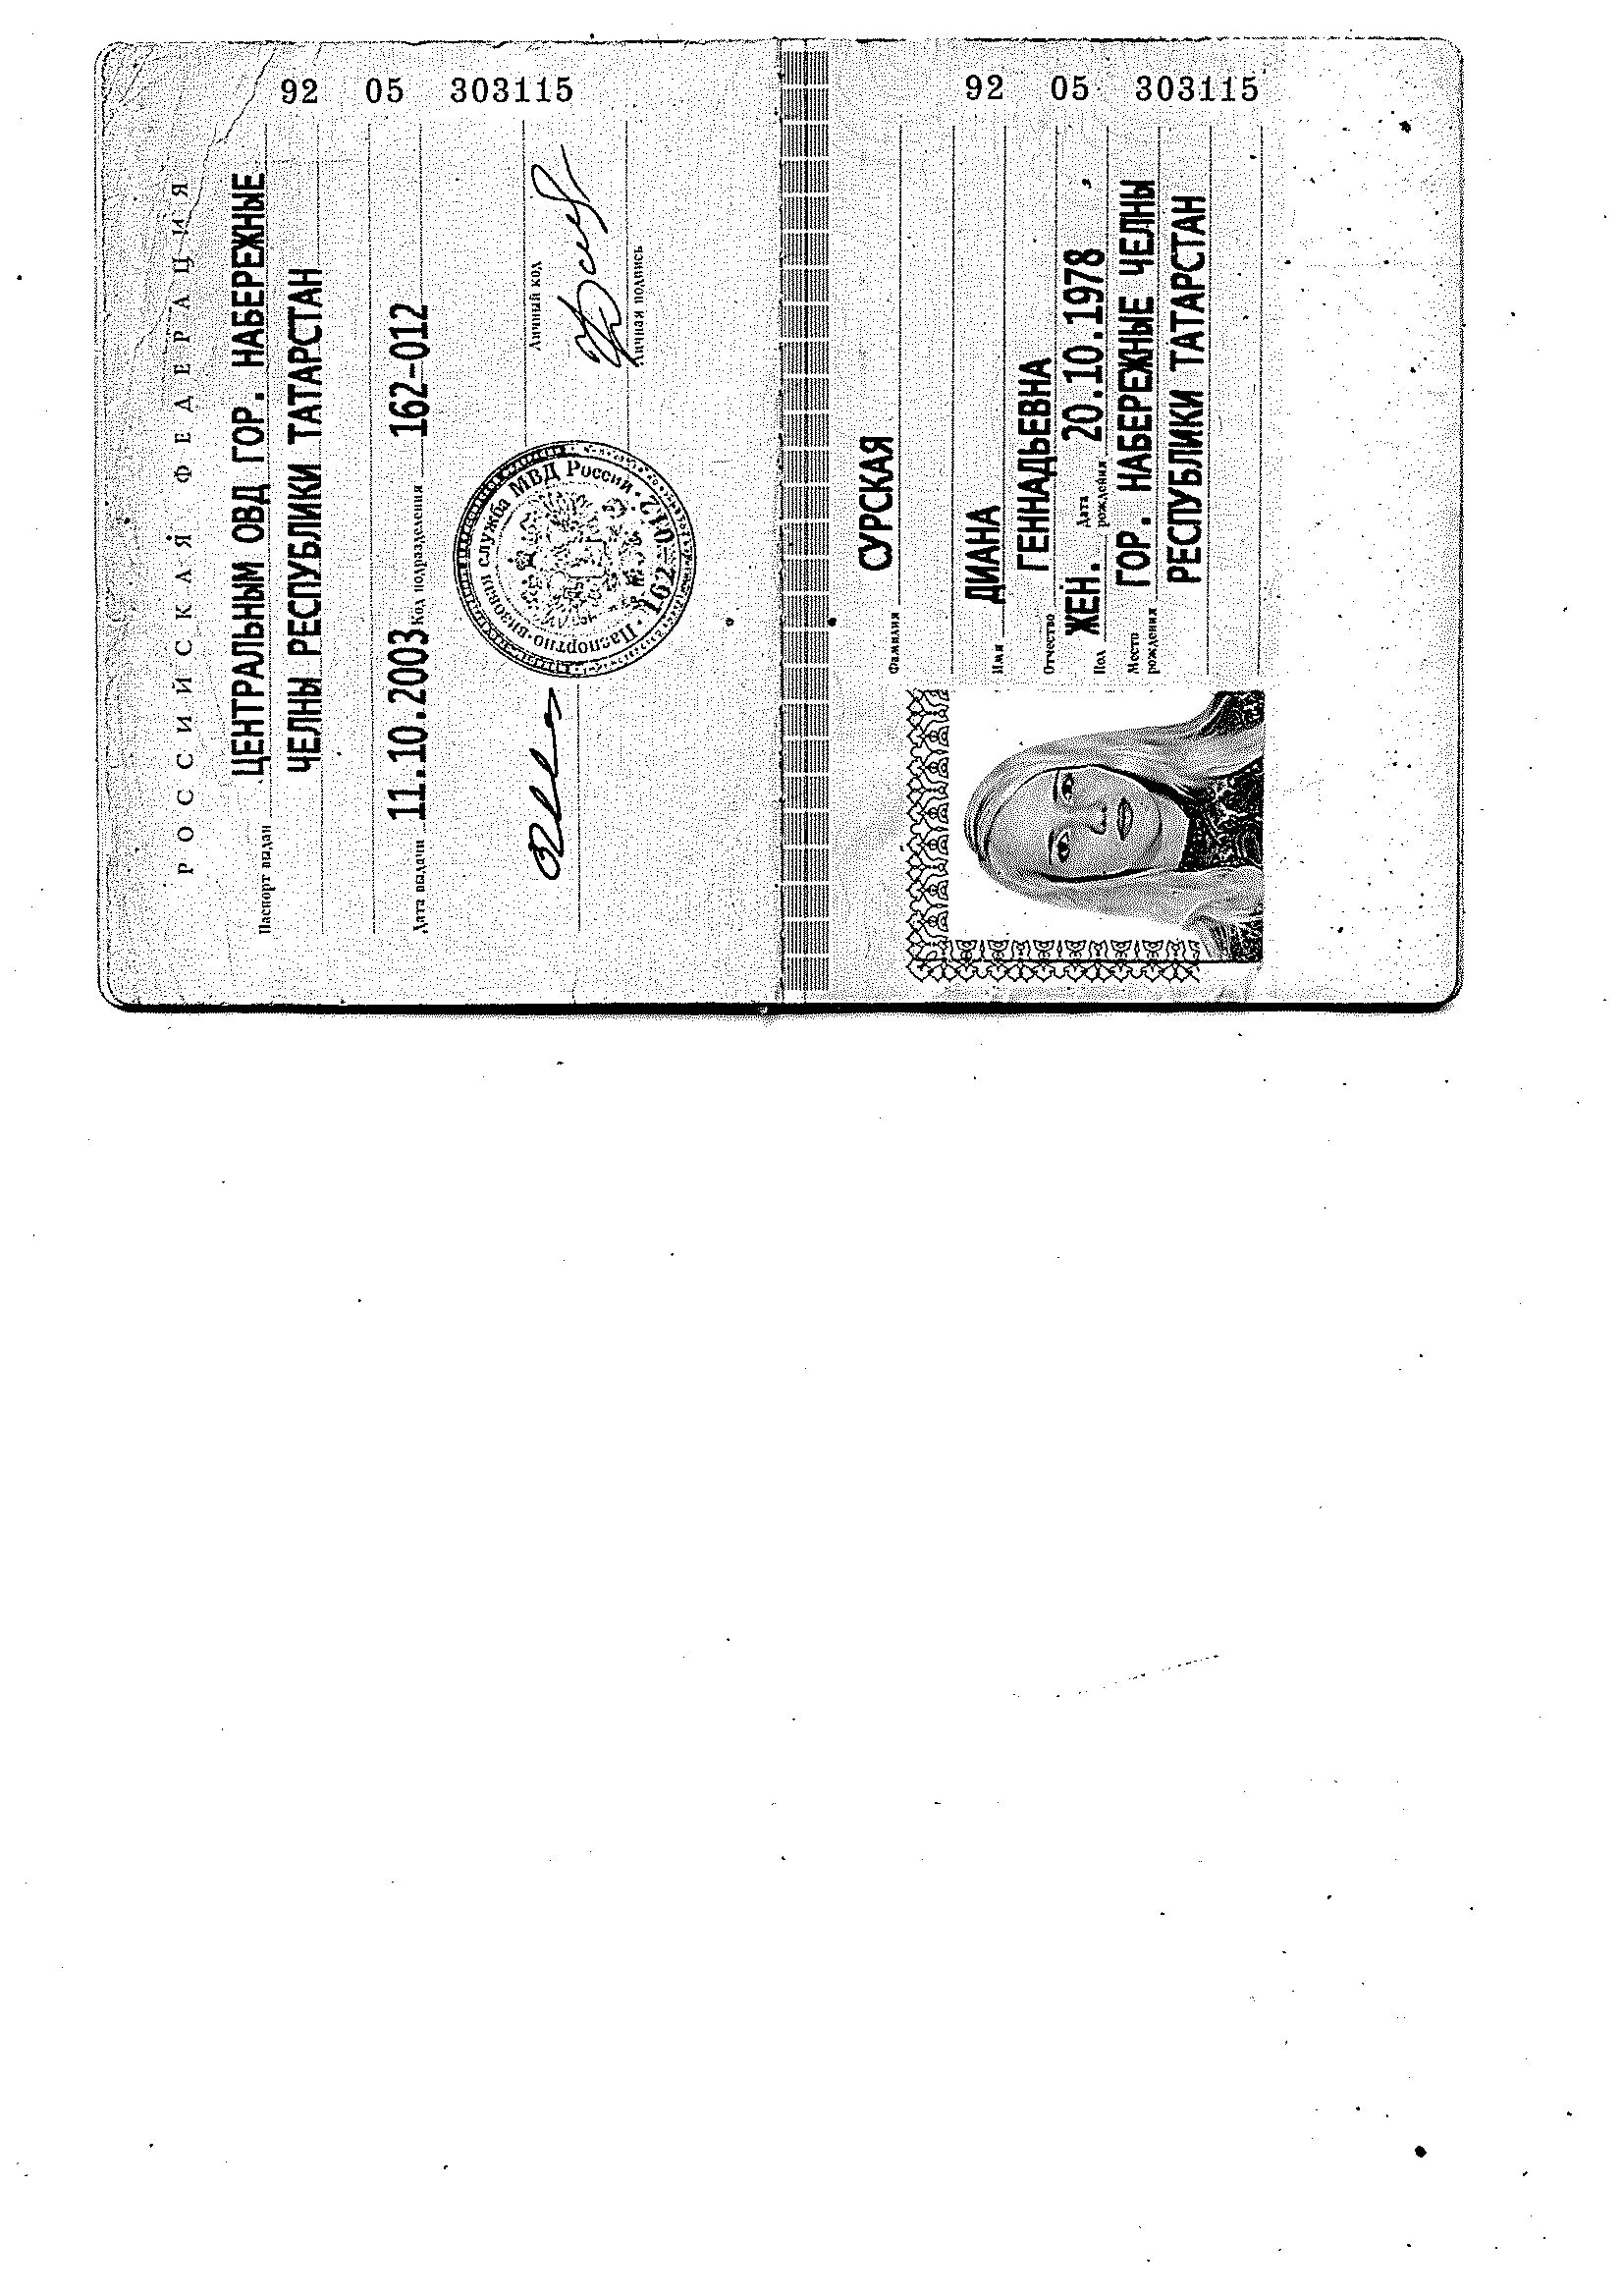 РОССИЙСКАЯ ФЕДЕРАЦИЯ
Паспорт выдан ЦЕНТРАЛЬНЫМ ОВД ГОР. НАБЕРЕЖНЫЕ
ЧЕЛНЫ РЕСПУБЛИКИ ТАТАРСТАН
Дата выдачи 11.10.2003 Код подразделения 162-012
Личный код
Личная подпись
Паспортно-визовая служба МВД России • 162-012 •
92 05 303115
Фамилия СУРСКАЯ
Имя ДИАНА
Отчество ГЕННАДЬЕВНА
Пол ЖЕН. Дата рождения 20.10.1978
Место рождения ГОР. НАБЕРЕЖНЫЕ ЧЕЛНЫ
РЕСПУБЛИКИ ТАТАРСТАН
92 05 303115